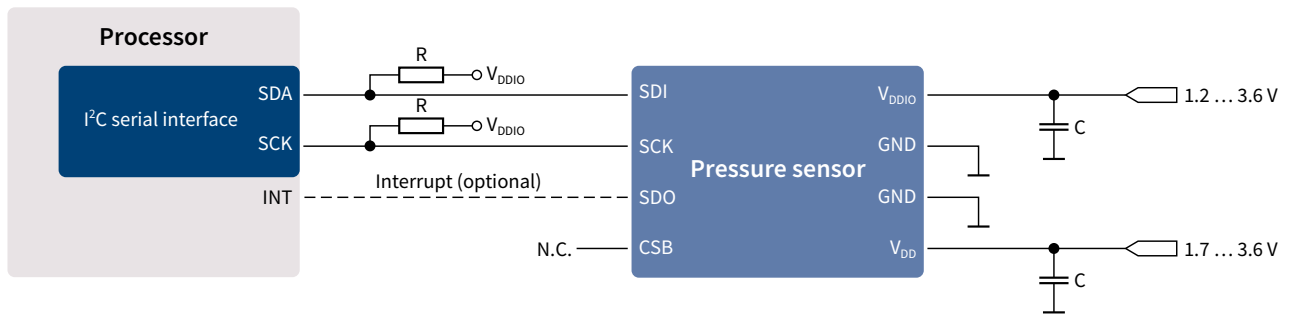 Processor
I²C serial interface
SDA
SCK
INT
R
V_DDIO
R
V_DDIO
Interrupt (optional)
N.C.
SDI
SCK
SDO
CSB
Pressure sensor
V_DDIO
GND
GND
V_DD
1.2 … 3.6 V
C
1.7 … 3.6 V
C